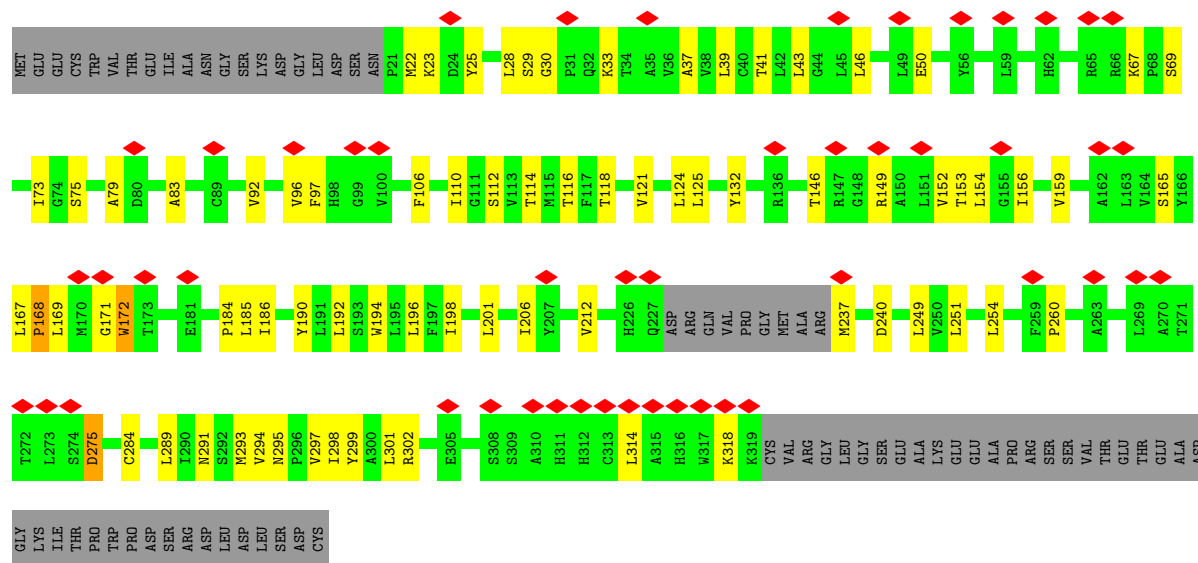 MET GLU GLU CYS TRP VAL THR GLU ILE ALA ASN GLY SER LYS ASP GLY LEU ASP SER ASN P21 M22 K23 D24 Y25 L28 S29 G30 P31 Q32 K33 T34 A35 V36 A37 V38 L39 C40 T41 L42 L43 G44 L45 L46 L49 E50 Y56 L59 H62 R65 R66 K67 P68 S69
I73 G74 S75 A79 D80 A83 C89 V92 V96 F97 H98 G99 V100 F106 I110 G111 S112 V113 T114 M115 T116 F117 T118 V121 L124 L125 Y132 R136 T146 R147 G148 R149 A150 L151 V152 T153 L154 G155 I156 V159 A162 L163 V164 S165 Y166
L167 P168 L169 M170 G171 W172 T173 E181 P184 L185 I186 Y190 L191 L192 S193 W194 L195 L196 F197 I198 L201 I206 Y207 V212 H226 Q227 ASP ARG GLN VAL PRO GLY MET ALA ARG M237 D240 L249 V250 L251 L254 F259 P260 A263 L269 A270 T271
T272 L273 S274 D275 C284 L289 I290 N291 S292 M293 V294 N295 P296 V297 I298 Y299 A300 L301 R302 E305 S308 S309 A310 H311 H312 C313 L314 A315 H316 W317 K318 K319 CYS VAL ARG GLY LEU GLY SER GLU ALA LYS GLU GLU ALA PRO ARG SER SER VAL THR GLU THR GLU ALA ASP
GLY LYS ILE THR PRO TRP PRO ASP SER ARG ASP LEU ASP LEU SER ASP CYS